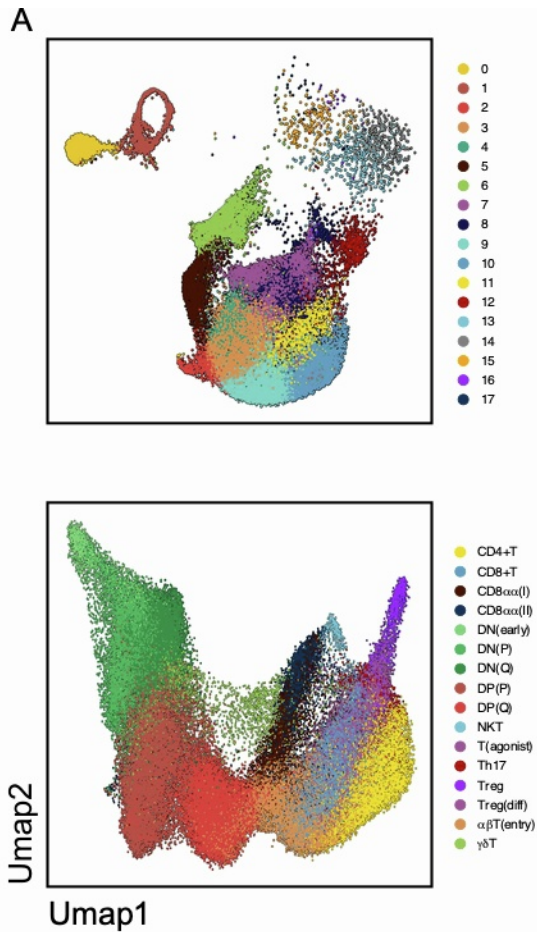 A
0
1
2
3
4
5
6
7
8
9
10
11
12
13
14
15
16
17
CD4+T
CD8+T
CD8αα(I)
CD8αα(II)
DN(early)
DN(P)
DN(Q)
DP(P)
DP(Q)
NKT
T(agonist)
Th17
Treg
Treg(diff)
αβT(entry)
γδT
Umap2
Umap1